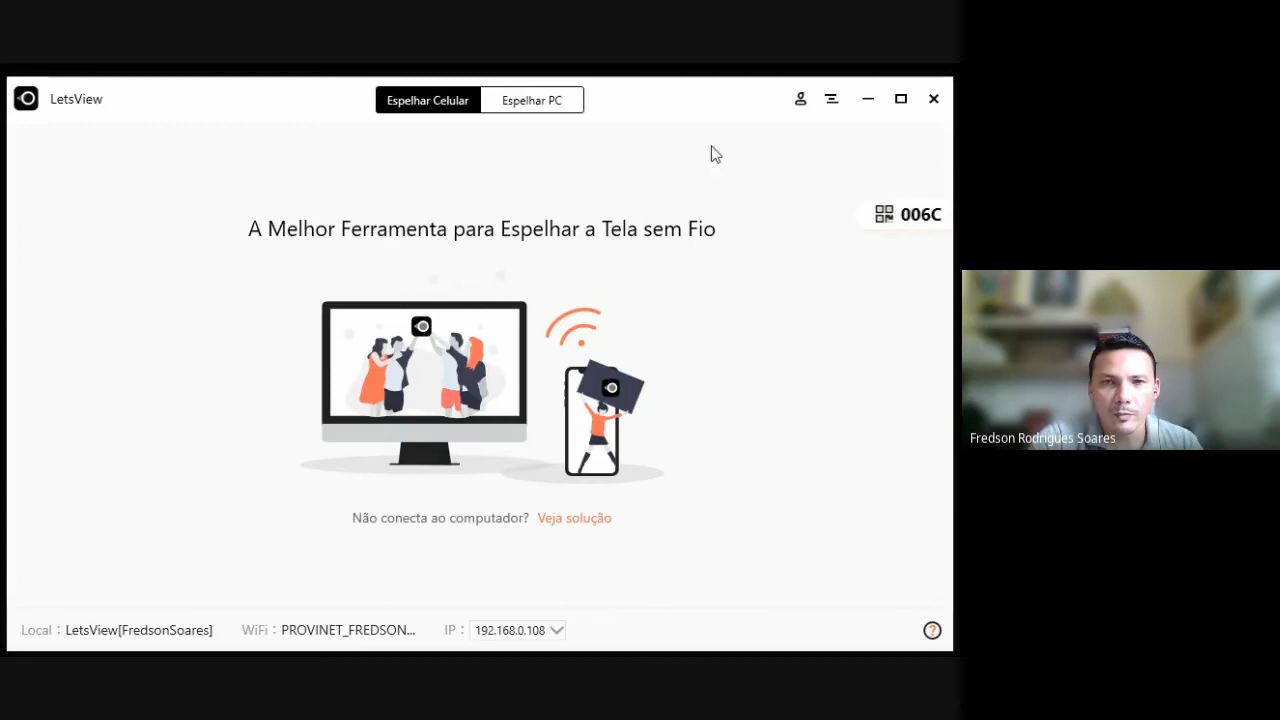 LetsView
Espelhar Celular
Espelhar PC
006C
A Melhor Ferramenta para Espelhar a Tela sem Fio
Não conecta ao computador? Veja solução
Local : LetsView[FredsonSoares]
WiFi : PROVINET_FREDSON...
IP : 192.168.0.108
?
Fredson Rodrigues Soares